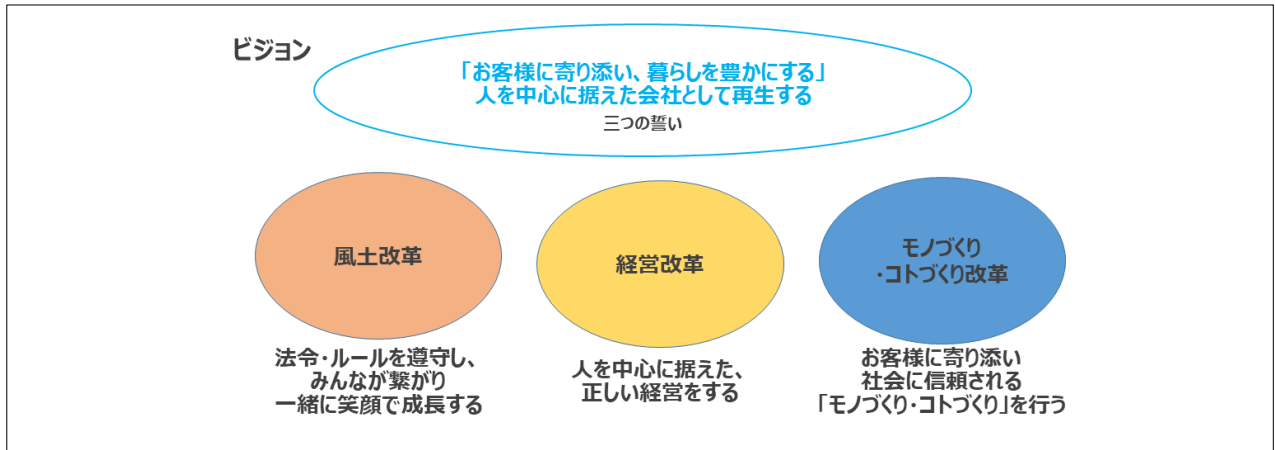 ビジョン
「お客様に寄り添い、暮らしを豊かにする」
人を中心に据えた会社として再生する
三つの誓い
風土改革
法令・ルールを遵守し、
みんなが繋がり
一緒に笑顔で成長する
経営改革
人を中心に据えた、
正しい経営をする
モノづくり
・コトづくり改革
お客様に寄り添い
社会に信頼される
「モノづくり・コトづくり」を行う